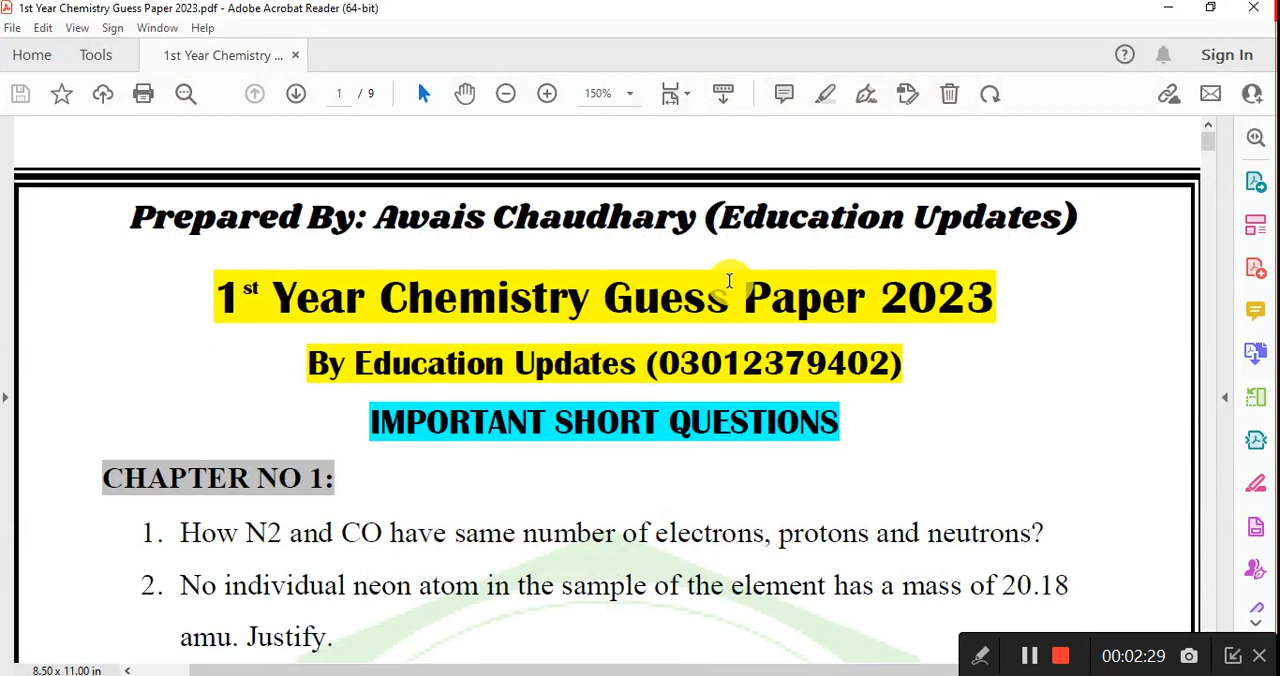 1st Year Chemistry Guess Paper 2023.pdf - Adobe Acrobat Reader (64-bit)
File Edit View Sign Window Help
Home Tools 1st Year Chemistry ... × Sign In
1 / 9 150%
Prepared By: Awais Chaudhary (Education Updates)
1st Year Chemistry Guess Paper 2023
By Education Updates (03012379402)
IMPORTANT SHORT QUESTIONS
CHAPTER NO 1:
1. How N2 and CO have same number of electrons, protons and neutrons?
2. No individual neon atom in the sample of the element has a mass of 20.18
amu. Justify.
00:02:29
8.50 x 11.00 in